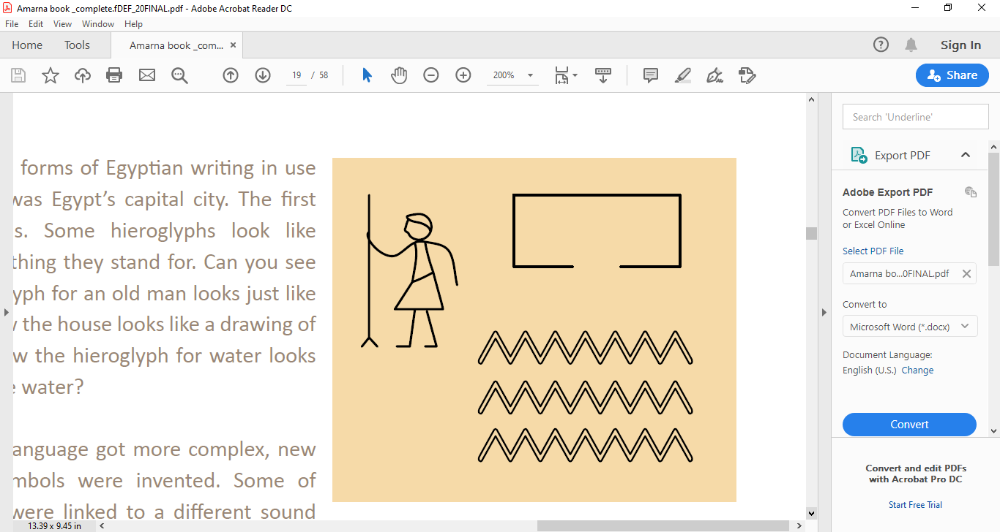 Amarna book _complete.fDEF_20FINAL.pdf - Adobe Acrobat Reader DC
File Edit View Window Help
Home Tools Amarna book _com... Sign In
19 / 58 200% Share
forms of Egyptian writing in use
was Egypt's capital city. The first
s. Some hieroglyphs look like
thing they stand for. Can you see
yph for an old man looks just like
the house looks like a drawing of
w the hieroglyph for water looks
water?
anguage got more complex, new
mbols were invented. Some of
were linked to a different sound
13.39 x 9.45 in
Search 'Underline'
Export PDF
Adobe Export PDF
Convert PDF Files to Word
or Excel Online
Select PDF File
Amarna bo...0FINAL.pdf
Convert to
Microsoft Word (*.docx)
Document Language:
English (U.S.) Change
Convert
Convert and edit PDFs
with Acrobat Pro DC
Start Free Trial